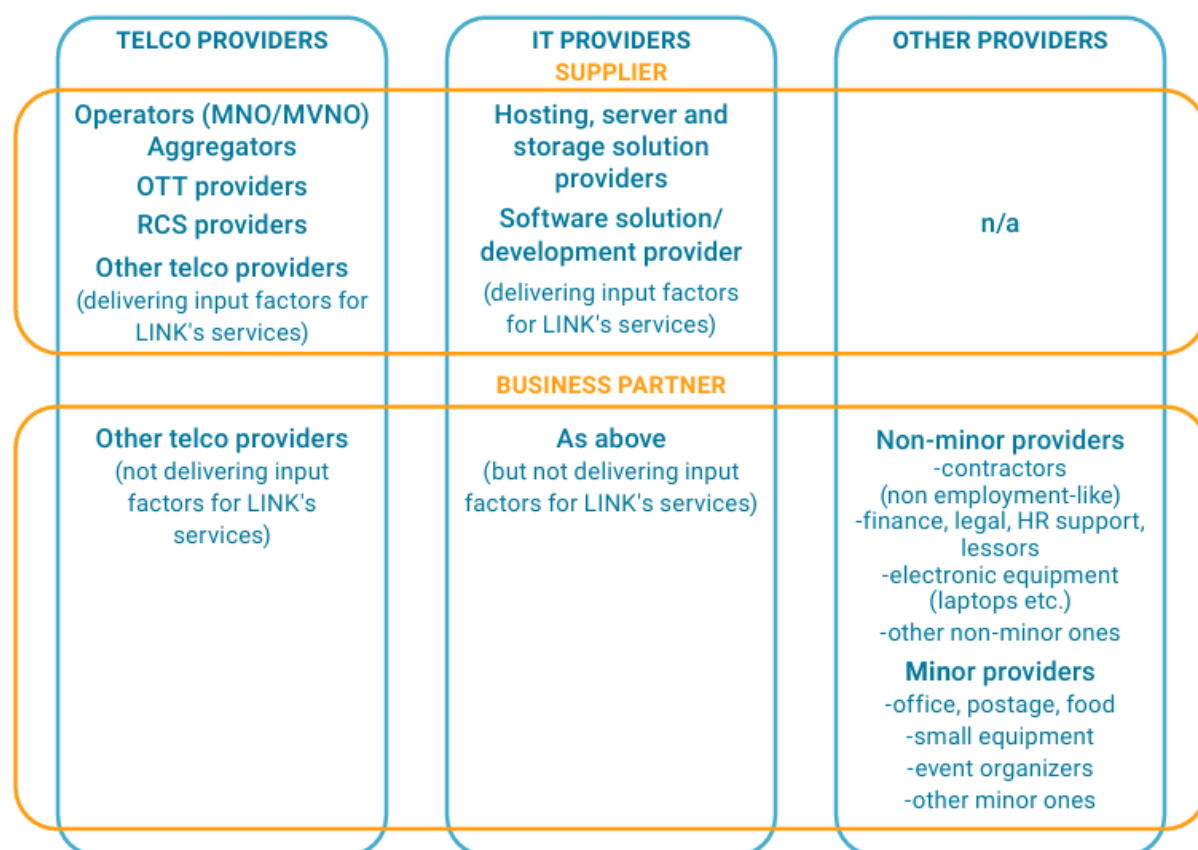 TELCO PROVIDERS
IT PROVIDERS
OTHER PROVIDERS
SUPPLIER
Operators (MNO/MVNO)
Aggregators
OTT providers
RCS providers
Other telco providers
(delivering input factors for
LINK's services)
Hosting, server and
storage solution
providers
Software solution/
development provider
(delivering input factors
for LINK's services)
n/a
BUSINESS PARTNER
Other telco providers
(not delivering input
factors for LINK's
services)
As above
(but not delivering input
factors for LINK's services)
Non-minor providers
-contractors
(non employment-like)
-finance, legal, HR support,
lessors
-electronic equipment
(laptops etc.)
-other non-minor ones
Minor providers
-office, postage, food
-small equipment
-event organizers
-other minor ones